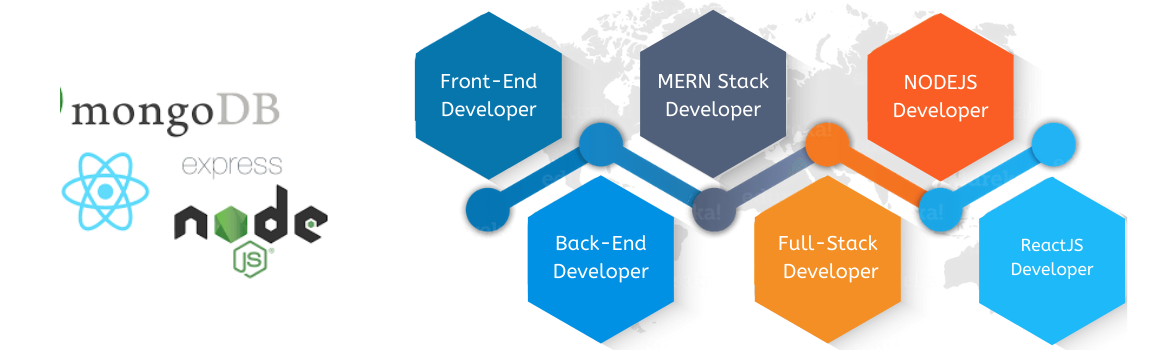 mongoDB
express
node
JS
Front-End
Developer
MERN Stack
Developer
NODEJS
Developer
Back-End
Developer
Full-Stack
Developer
ReactJS
Developer